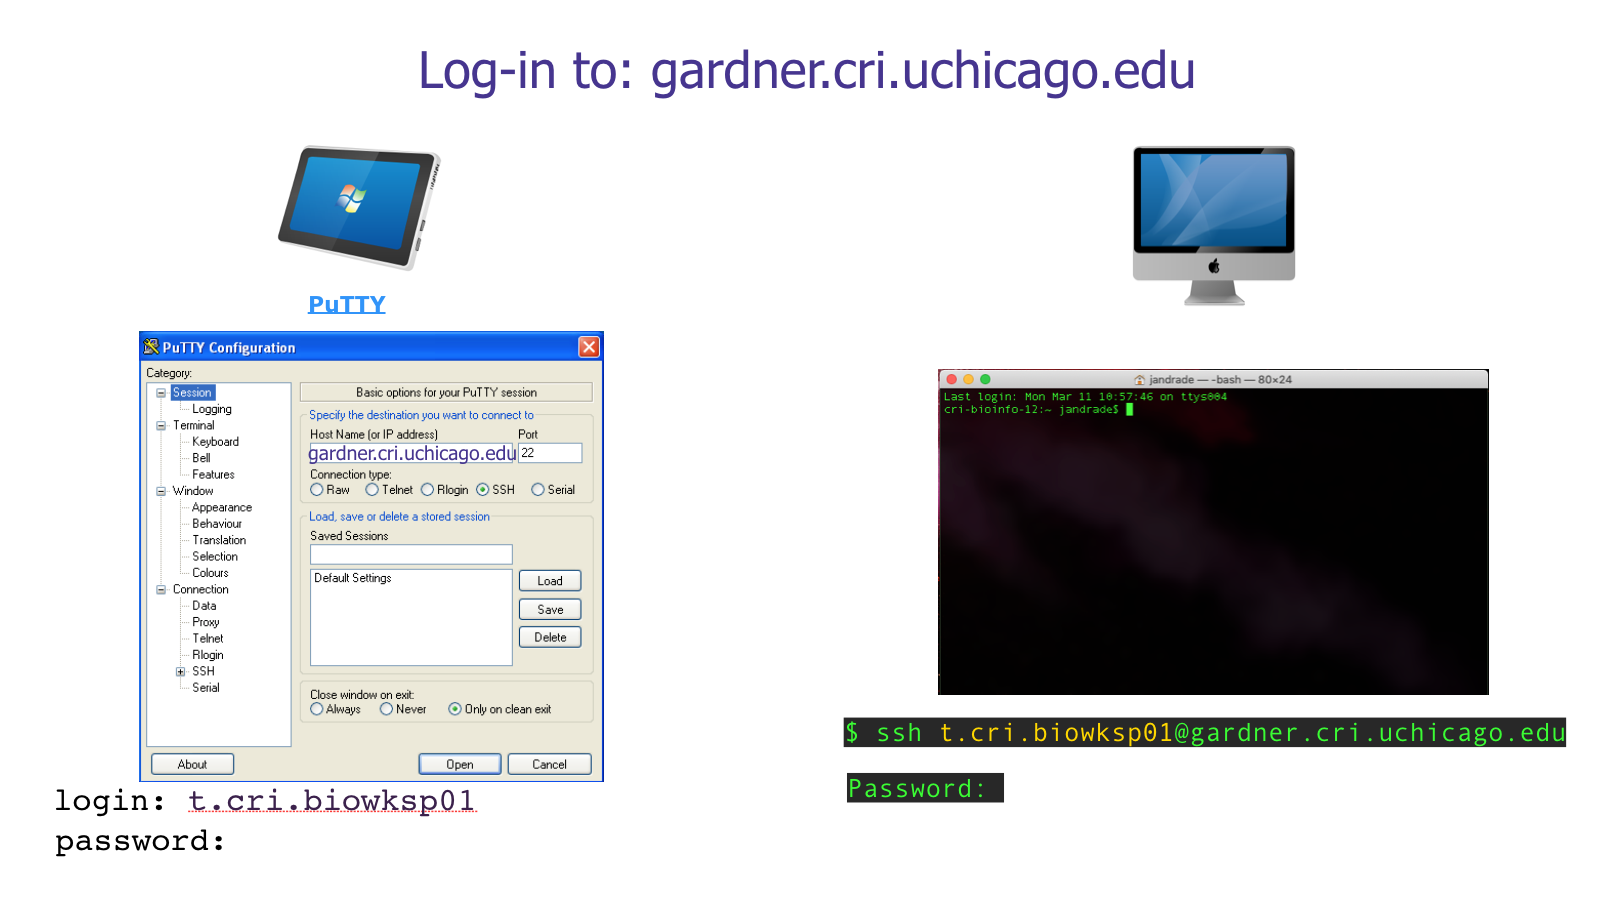 Log-in to: gardner.cri.uchicago.edu
PuTTY
PuTTY Configuration
Category:
Session
Logging
Terminal
Keyboard
Bell
Features
Window
Appearance
Behaviour
Translation
Selection
Colours
Connection
Data
Proxy
Telnet
Rlogin
SSH
Serial
Basic options for your PuTTY session
Specify the destination you want to connect to
Host Name (or IP address) Port
gardner.cri.uchicago.edu 22
Connection type:
Raw Telnet Rlogin SSH Serial
Load, save or delete a stored session
Saved Sessions
Default Settings
Load
Save
Delete
Close window on exit:
Always Never Only on clean exit
About Open Cancel
login: t.cri.biowksp01
password:
jandrade — -bash — 80×24
Last login: Mon Mar 11 10:57:46 on ttys004
cri-bioinfo-12:~ jandrade$
$ ssh t.cri.biowksp01@gardner.cri.uchicago.edu
Password: